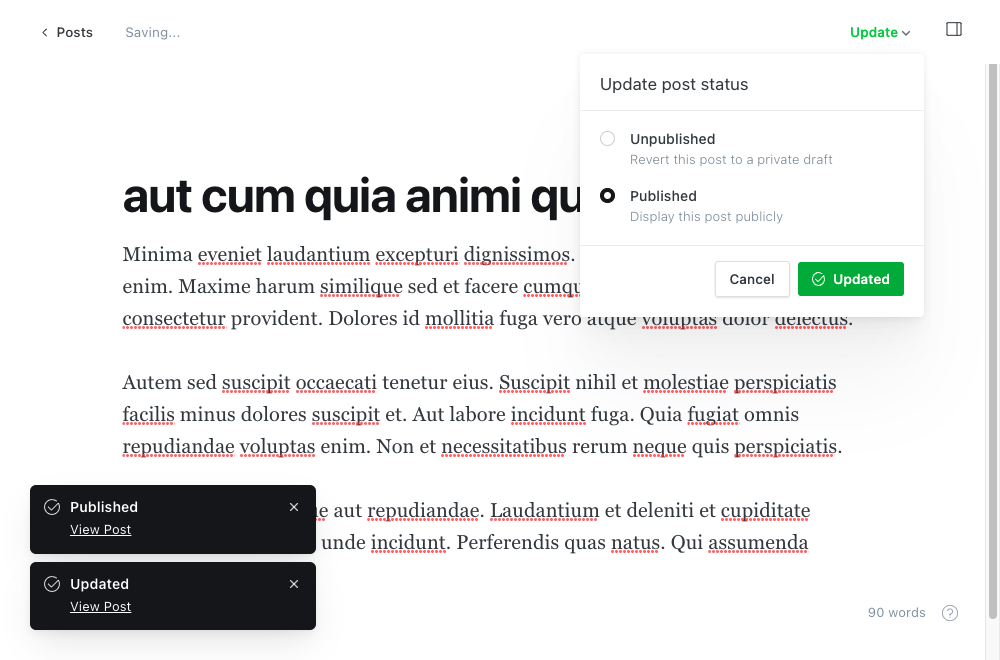 Posts
Saving...
Update
Update post status
Unpublished
Revert this post to a private draft
Published
Display this post publicly
Cancel
Updated
aut cum quia animi
Minima eveniet laudantium excepturi dignissimos.
enim. Maxime harum similique sed et facere
consectetur provident. Dolores id mollitia fuga vero atque voluptas dolor delectus.
Autem sed suscipit occaecati tenetur eius. Suscipit nihil et molestiae perspiciatis
facilis minus dolores suscipit et. Aut labore incidunt fuga. Quia fugiat omnis
repudiandae voluptas enim. Non et necessitatibus rerum neque quis perspiciatis.
aut repudiandae. Laudantium et deleniti et cupiditate
unde incidunt. Perferendis quas natus. Qui assumenda
Published
View Post
Updated
View Post
90 words
?